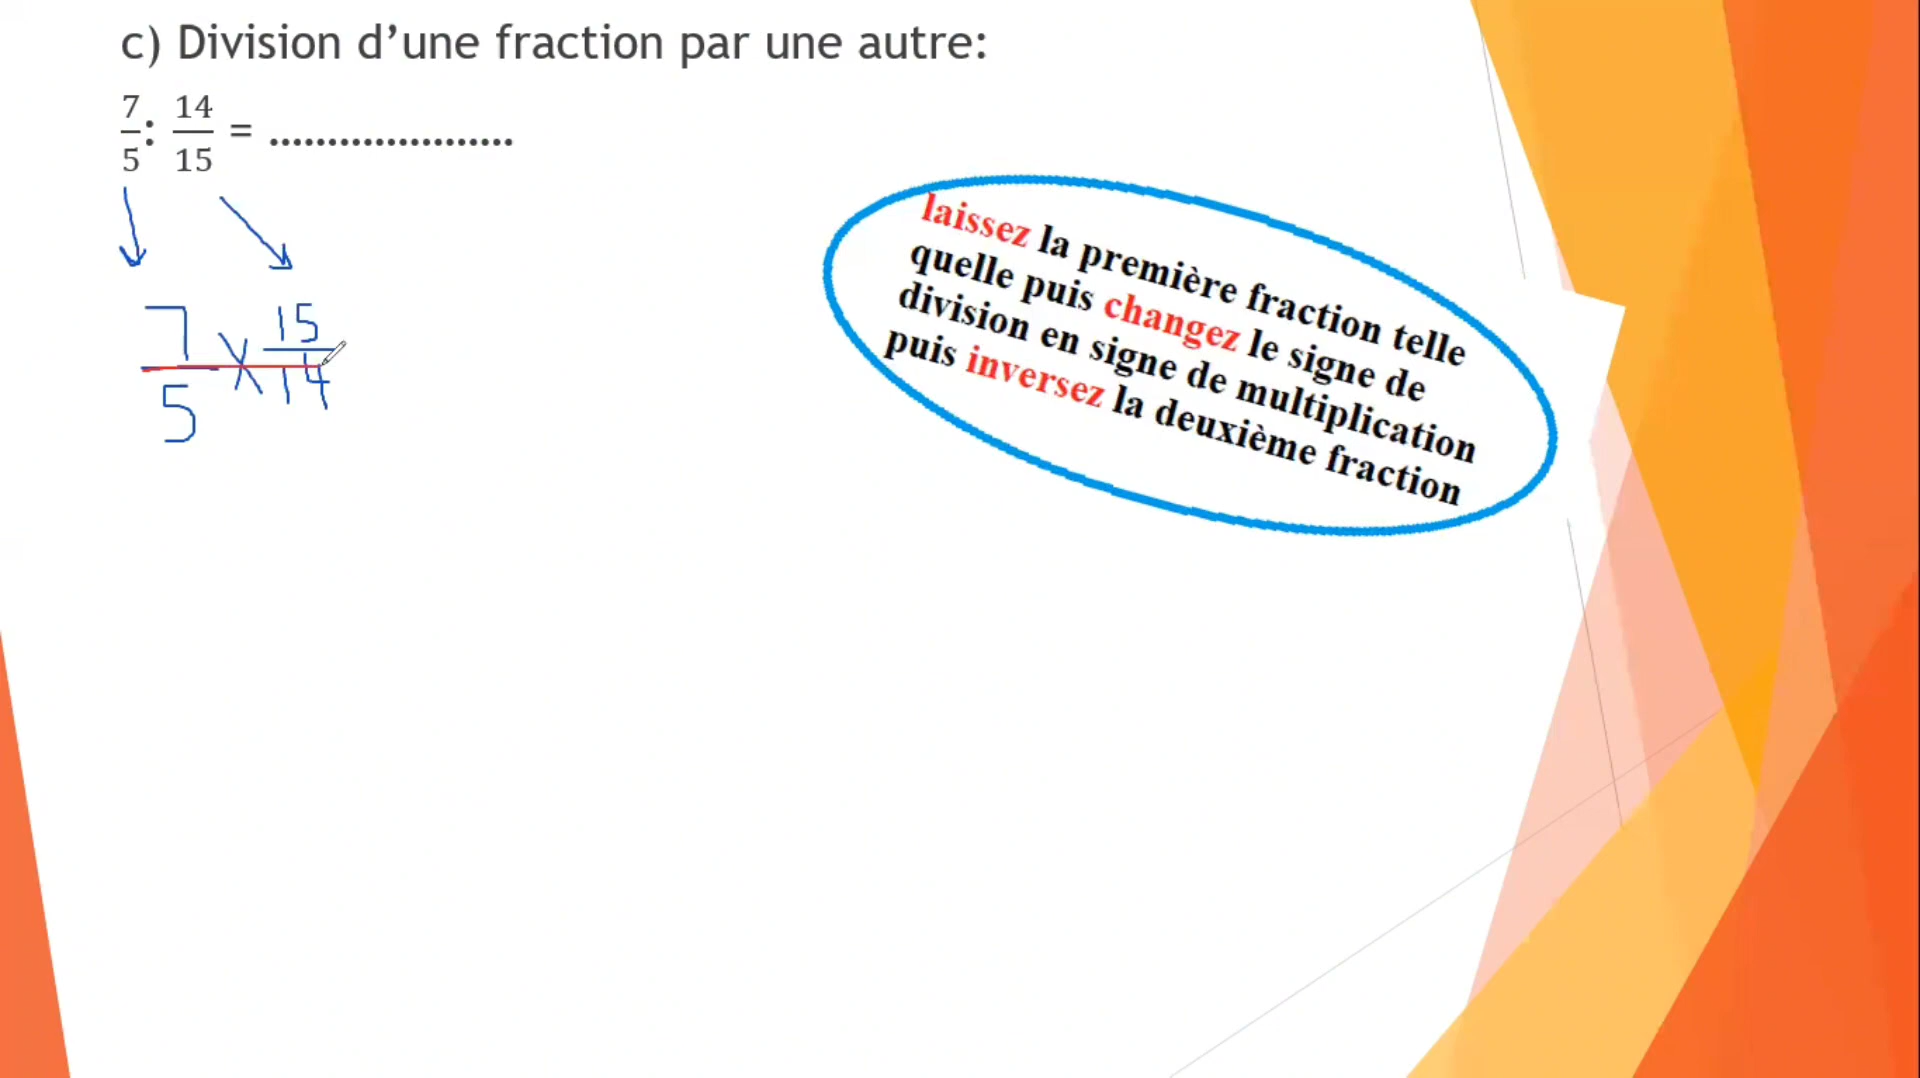 c) Division d’une fraction par une autre:
7/5 : 14/15 = .....................
7/5 X 15/14
laissez la première fraction telle
quelle puis changez le signe de
division en signe de multiplication
puis inversez la deuxième fraction